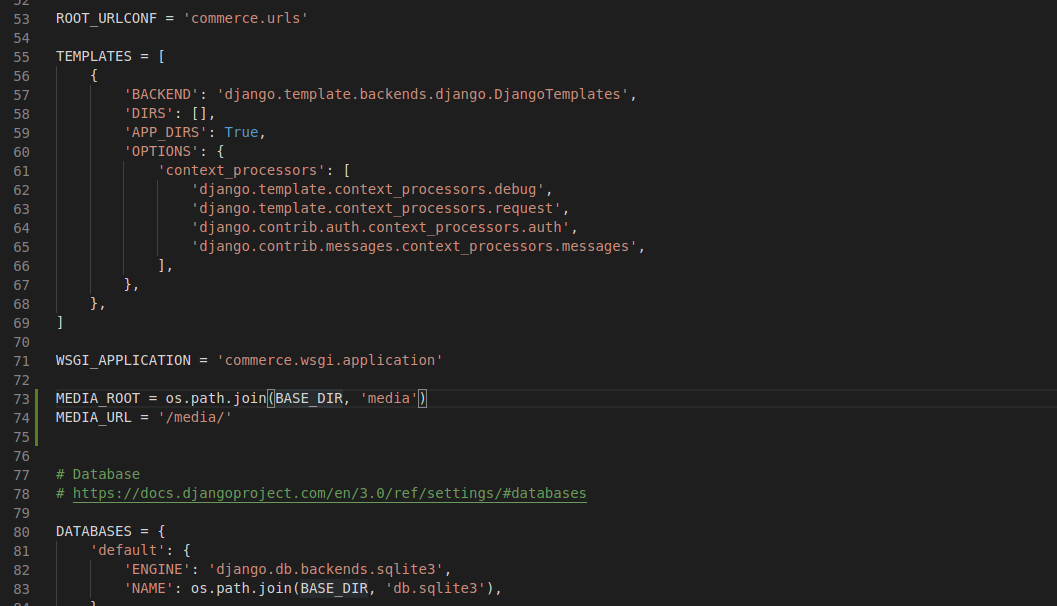 52
53 ROOT_URLCONF = 'commerce.urls'
54
55 TEMPLATES = [
56     {
57         'BACKEND': 'django.template.backends.django.DjangoTemplates',
58         'DIRS': [],
59         'APP_DIRS': True,
60         'OPTIONS': {
61             'context_processors': [
62                 'django.template.context_processors.debug',
63                 'django.template.context_processors.request',
64                 'django.contrib.auth.context_processors.auth',
65                 'django.contrib.messages.context_processors.messages',
66             ],
67         },
68     },
69 ]
70
71 WSGI_APPLICATION = 'commerce.wsgi.application'
72
73 MEDIA_ROOT = os.path.join(BASE_DIR, 'media')
74 MEDIA_URL = '/media/'
75
76
77 # Database
78 # https://docs.djangoproject.com/en/3.0/ref/settings/#databases
79
80 DATABASES = {
81     'default': {
82         'ENGINE': 'django.db.backends.sqlite3',
83         'NAME': os.path.join(BASE_DIR, 'db.sqlite3'),
84     }